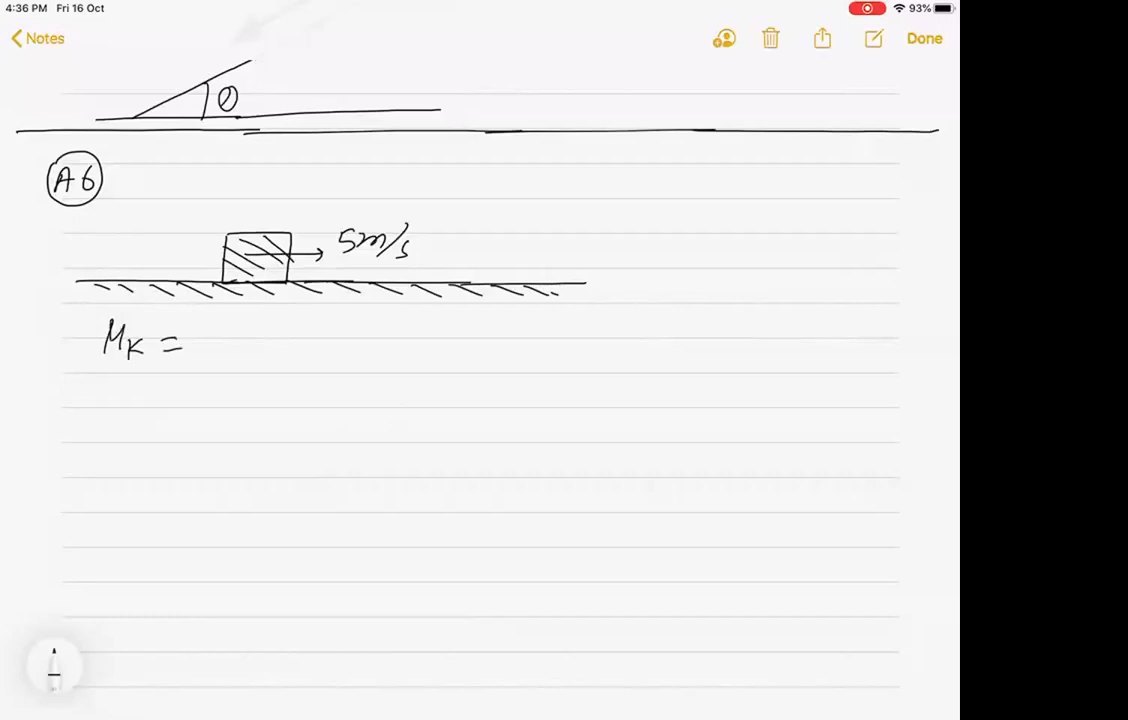 4:36 PM Fri 16 Oct
93%
Notes
Done
θ
A6
5m/s
μK =